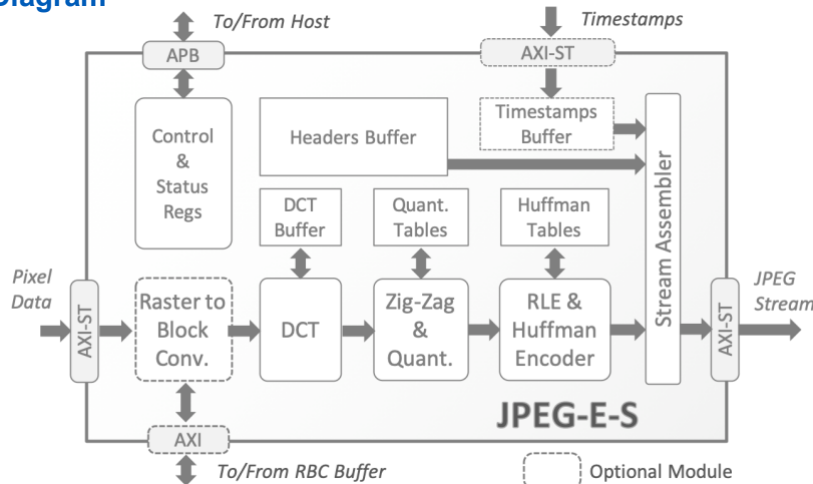 Diagram
To/From Host
Timestamps
APB
AXI-ST
Control
&
Status
Regs
Headers Buffer
Timestamps
Buffer
DCT
Buffer
Quant.
Tables
Huffman
Tables
Stream Assembler
Pixel
Data
AXI-ST
Raster to
Block
Conv.
DCT
Zig-Zag
&
Quant.
RLE &
Huffman
Encoder
JPEG
Stream
AXI-ST
JPEG-E-S
AXI
To/From RBC Buffer
Optional Module